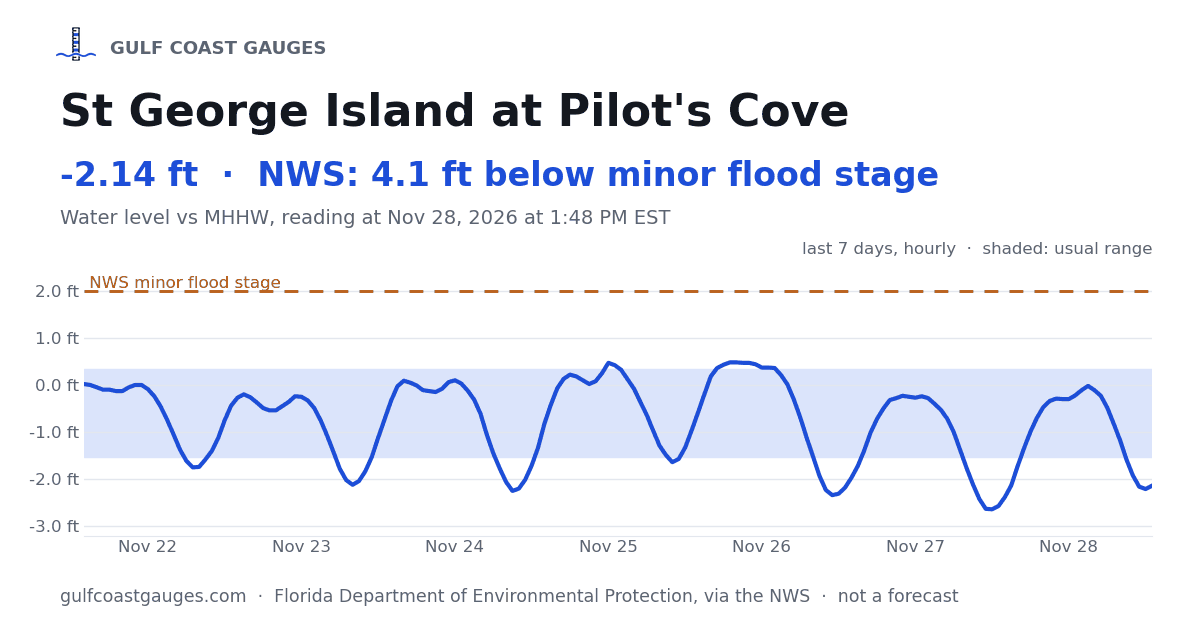 GULF COAST GAUGES
St George Island at Pilot's Cove
-2.14 ft · NWS: 4.1 ft below minor flood stage
Water level vs MHHW, reading at Nov 28, 2026 at 1:48 PM EST
last 7 days, hourly · shaded: usual range
NWS minor flood stage
2.0 ft
1.0 ft
0.0 ft
-1.0 ft
-2.0 ft
-3.0 ft
Nov 22 Nov 23 Nov 24 Nov 25 Nov 26 Nov 27 Nov 28
gulfcoastgauges.com · Florida Department of Environmental Protection, via the NWS · not a forecast